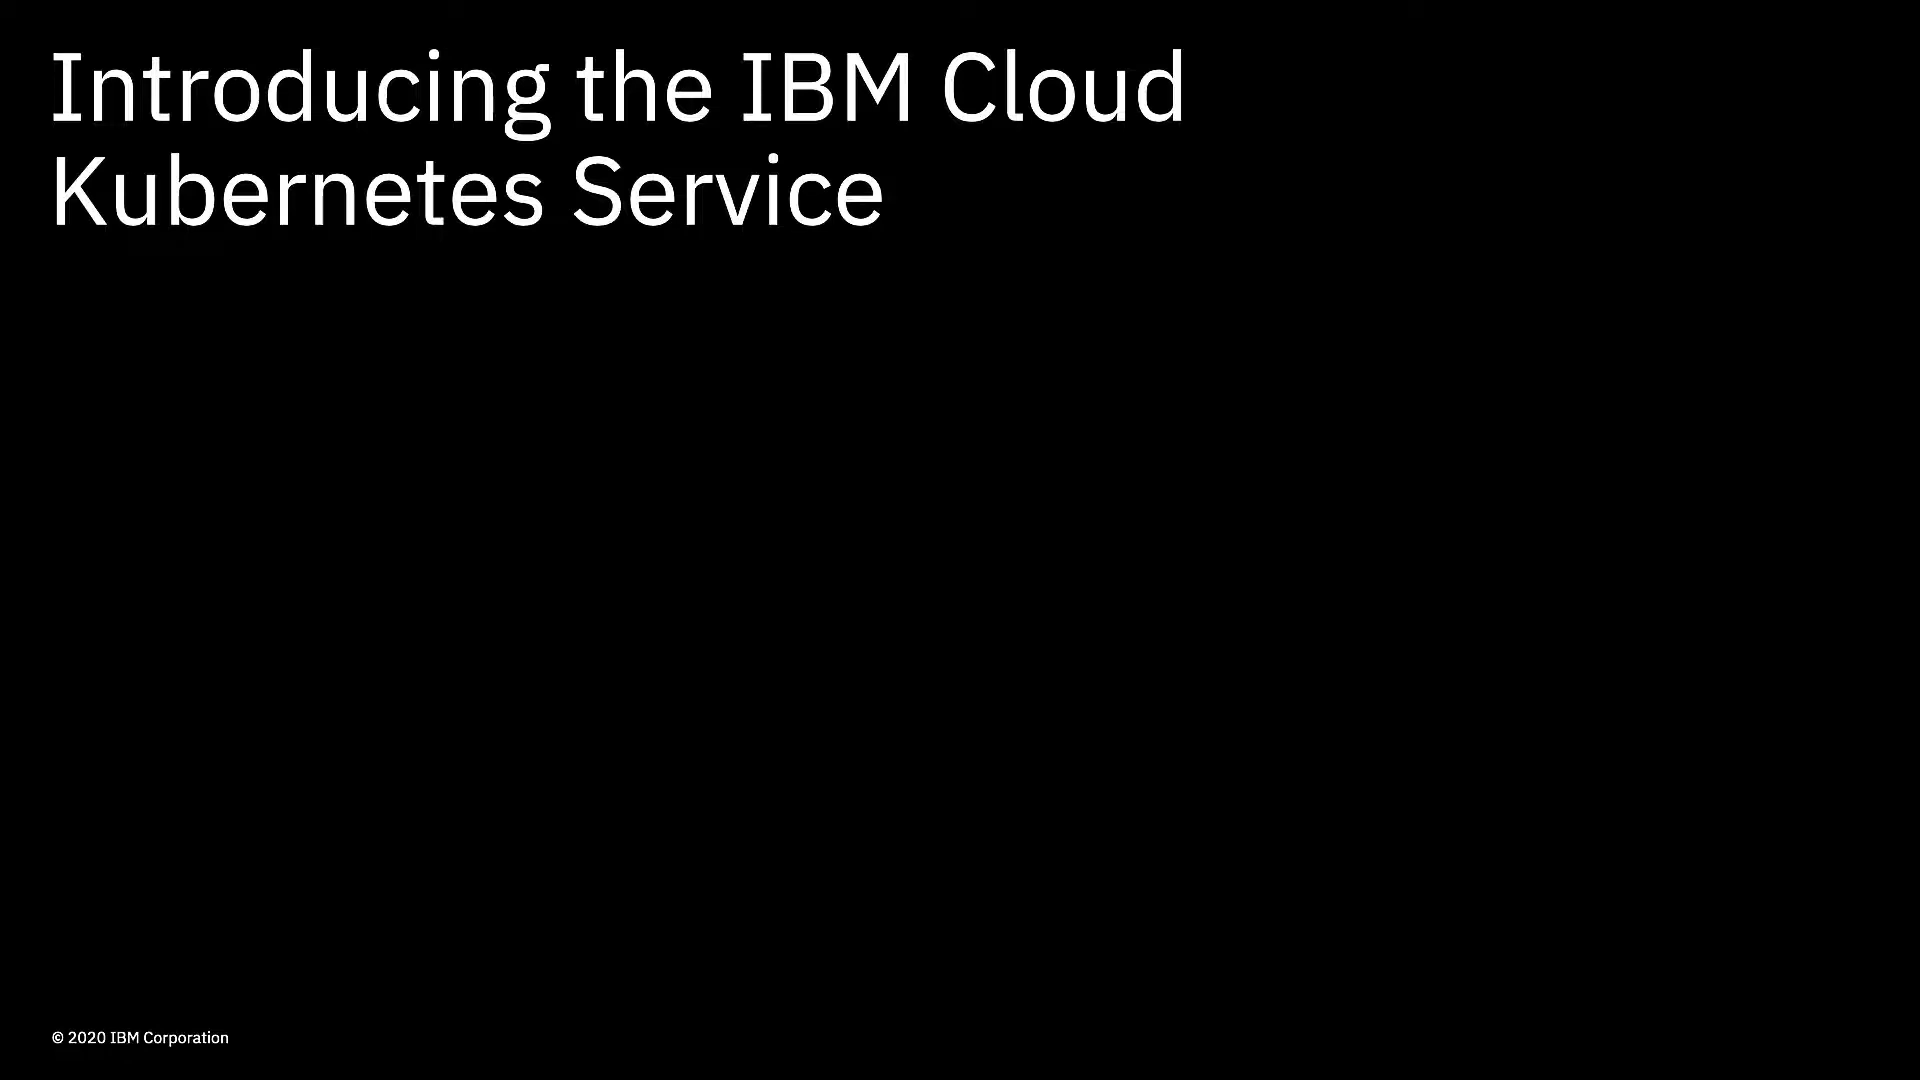 Introducing the IBM Cloud
Kubernetes Service
© 2020 IBM Corporation